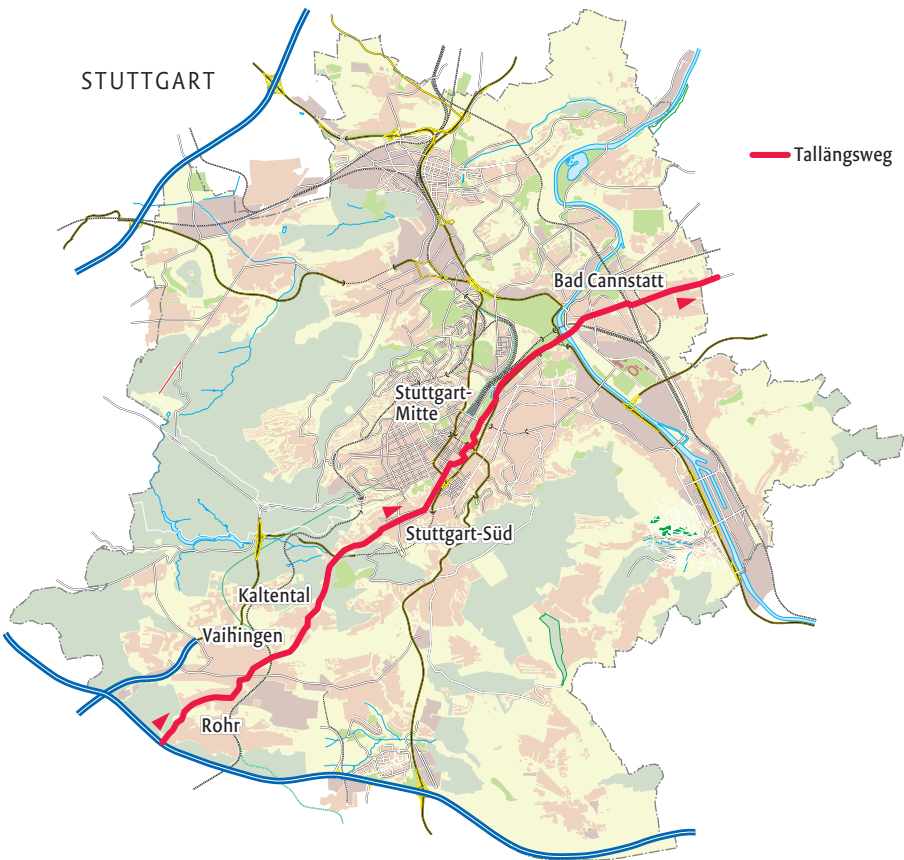 STUTTGART
Tallängsweg
Bad Cannstatt
Stuttgart-
Mitte
Stuttgart-Süd
Kaltental
Vaihingen
Rohr